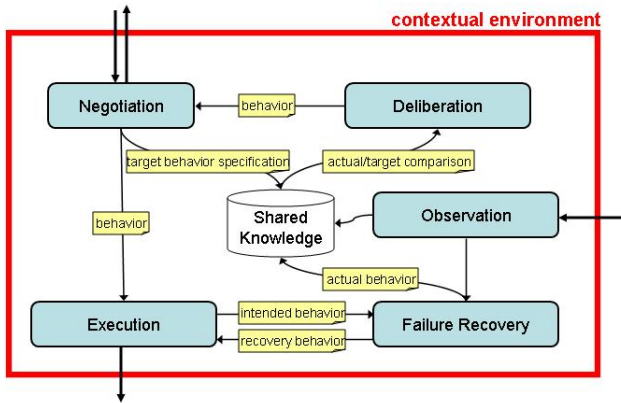 contextual environment
Negotiation
behavior
Deliberation
target behavior specification
actual/target comparison
Shared
Knowledge
Observation
behavior
actual behavior
Execution
intended behavior
recovery behavior
Failure Recovery